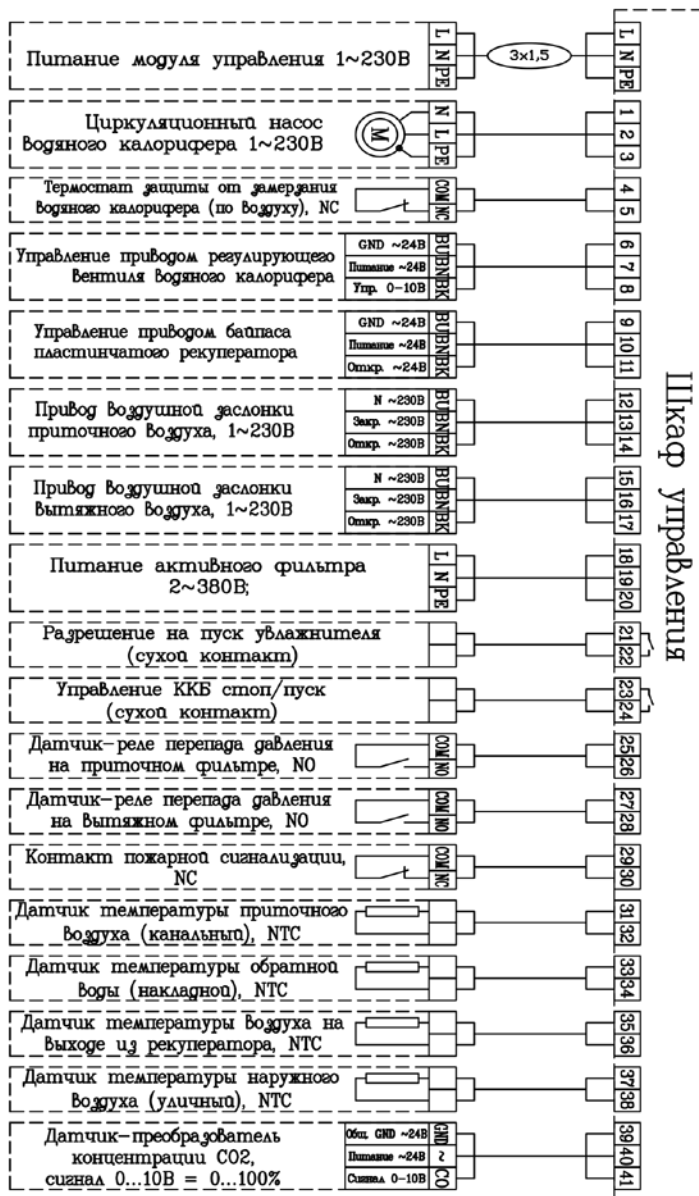 Питание модуля управления 1~230В
L
N
PE
3x1,5
L
N
PE
Циркуляционный насос
водяного калорифера 1~230В
M
N
L
PE
1
2
3
Термостат защиты от замерзания
водяного калорифера (по воздуху), NC
COM
NC
4
5
Управление приводом регулирующего
вентиля водяного калорифера
GND ~24В
Питание ~24В
Упр. 0-10В
BU
BN
BK
6
7
8
Управление приводом байпаса
пластинчатого рекуператора
GND ~24В
Питание ~24В
Откр. ~24В
BU
BN
BK
9
10
11
Привод воздушной заслонки
приточного воздуха, 1~230В
N ~230В
Закр. ~230В
Откр. ~230В
BU
BN
BK
12
13
14
Привод воздушной заслонки
вытяжного воздуха, 1~230В
N ~230В
Закр. ~230В
Откр. ~230В
BU
BN
BK
15
16
17
Питание активного фильтра
2~380В;
L
N
PE
18
19
20
Разрешение на пуск увлажнителя
(сухой контакт)
21
22
Управление ККБ стоп/пуск
(сухой контакт)
23
24
Датчик-реле перепада давления
на приточном фильтре, NO
COM
NO
25
26
Датчик-реле перепада давления
на вытяжном фильтре, NO
COM
NO
27
28
Контакт пожарной сигнализации,
NC
COM
NC
29
30
Датчик температуры приточного
воздуха (канальный), NTC
31
32
Датчик температуры обратной
воды (накладной), NTC
33
34
Датчик температуры воздуха на
выходе из рекуператора, NTC
35
36
Датчик температуры наружного
воздуха (уличный), NTC
37
38
Датчик-преобразователь
концентрации CO2,
сигнал 0...10В = 0...100%
Общ. GND ~24В
Питание ~24В
Сигнал 0-10В
GND
~
CO
39
40
41
Шкаф управления